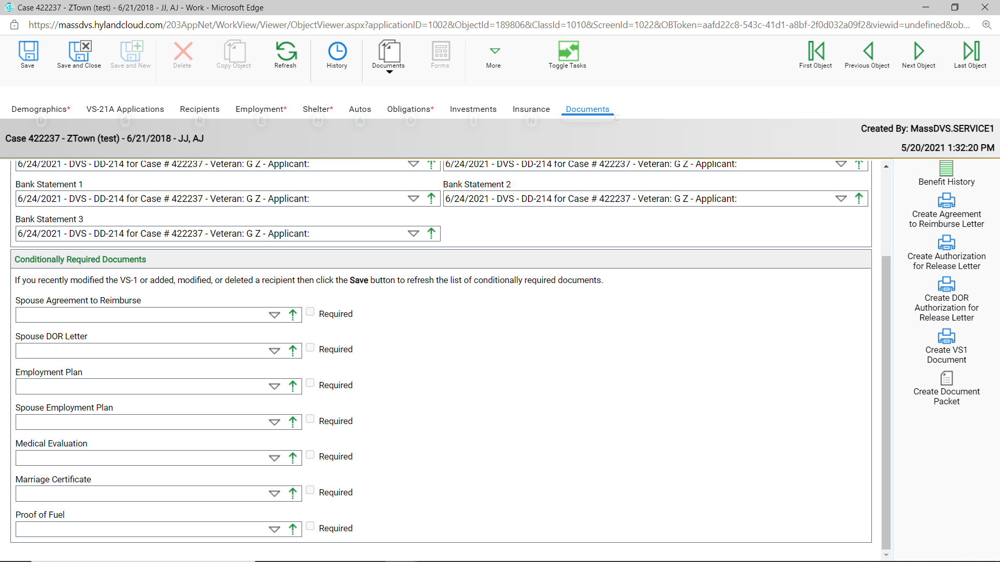 Case 422237 - ZTown (test) - 6/21/2018 - JJ, AJ - Work - Microsoft Edge
https://massdvs.hylandcloud.com/203AppNet/WorkView/Viewer/ObjectViewer.aspx?applicationID=1002&ObjectId=189806&ClassId=1010&ScreenId=1022&OBToken=aafd22c8-543c-41d1-a8bf-2f0d032a09f2&viewid=undefined&ob...
Save Save and Close Save and New Delete Copy Object Refresh History Documents Forms More Toggle Tasks First Object Previous Object Next Object Last Object
Demographics* VS-21A Applications Recipients Employment* Shelter* Autos Obligations* Investments Insurance Documents
D S R E H A O I N C
Case 422237 - ZTown (test) - 6/21/2018 - JJ, AJ
Created By: MassDVS.SERVICE1
5/20/2021 1:32:20 PM
6/24/2021 - DVS - DD-214 for Case # 422237 - Veteran: G Z - Applicant: 6/24/2021 - DVS - DD-214 for Case # 422237 - Veteran: G Z - Applicant:
Bank Statement 1 Bank Statement 2
6/24/2021 - DVS - DD-214 for Case # 422237 - Veteran: G Z - Applicant: 6/24/2021 - DVS - DD-214 for Case # 422237 - Veteran: G Z - Applicant:
Bank Statement 3
6/24/2021 - DVS - DD-214 for Case # 422237 - Veteran: G Z - Applicant:
Conditionally Required Documents
If you recently modified the VS-1 or added, modified, or deleted a recipient then click the Save button to refresh the list of conditionally required documents.
Spouse Agreement to Reimburse
Required
Spouse DOR Letter
Required
Employment Plan
Required
Spouse Employment Plan
Required
Medical Evaluation
Required
Marriage Certificate
Required
Proof of Fuel
Required
Benefit History
Create Agreement
to Reimburse Letter
Create Authorization
for Release Letter
Create DOR
Authorization for
Release Letter
Create VS1
Document
Create Document
Packet